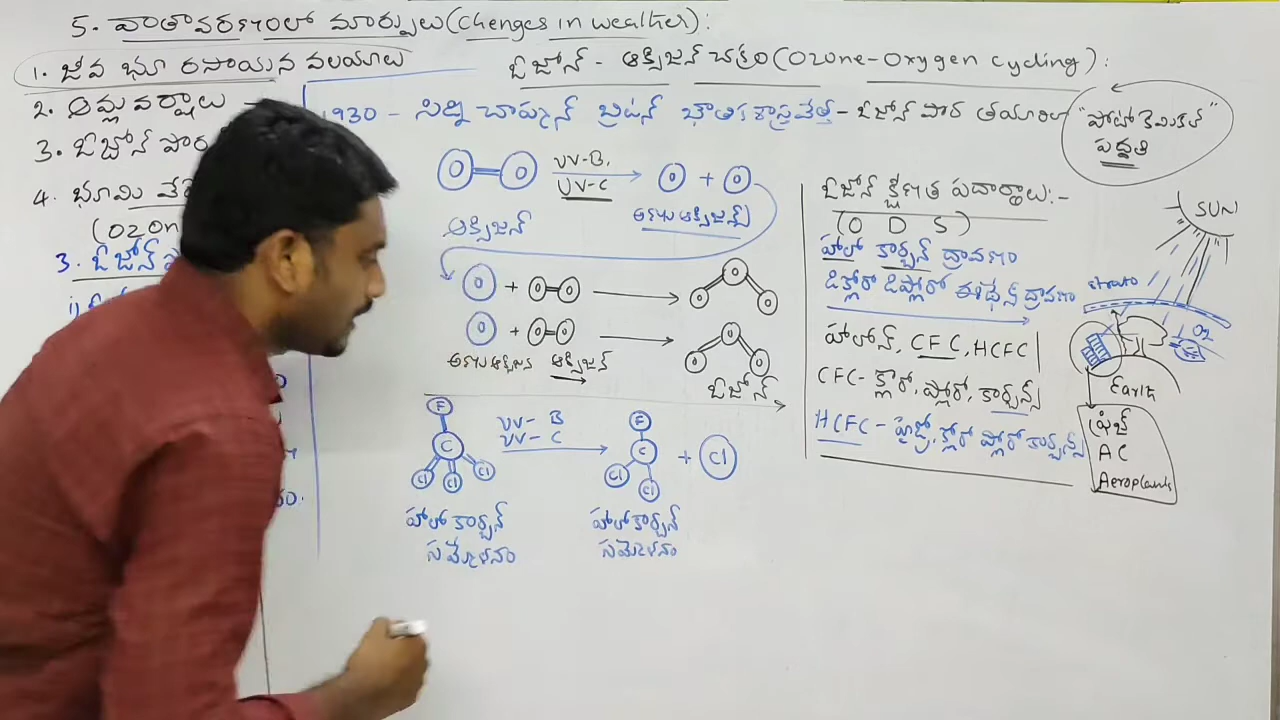 5. వాతావరణంలో మార్పులు(Chenges in weather):
1. జీవ భూ రసాయన వలయాలు
2. ఆమ్ల వర్షాలు
3. ఓజోన్ పొర
4. భూమి వేడె
(ozon
3. ఓజోన్
ఓజోన్ - ఆక్సిజన్ చక్రం(Ozone-Oxygen cycling):
1930 - సిడ్ని చాప్మన్ బ్రిటన్ భౌతిక శాస్త్రవేత్త - ఓజోన్ పొర తయారీ
"ఫోటో కెమికల్"
పద్ధతి
O O UV-B, UV-C O + O
ఆక్సిజన్ అణు ఆక్సిజన్స్
O + O O O O O
O + O O O O O
అణు ఆక్సిజన ఆక్సిజన్ ఓజోన్
F C Cl Cl Cl UV-B UV-C F C Cl Cl + Cl
హాలోకార్బన్ హాలోకార్బన్
సమ్మేళనం సమ్మేళనం
ఓజోన్ క్షీణత పదార్థాలు:-
(O D S)
హాలో కార్బన్ ద్రావణం
డిక్లోరో డిఫ్లోరో ఈథేన్ ద్రావణం
హాలోన్, CFC, HCFC
CFC- క్లోరో, ఫ్లోరో, కార్బన్స్
HCFC - హైడ్రో, క్లోరో ఫ్లోరో కార్బన్స్
SUN
strato
O2
Earth
ఫ్రిజ్
AC
Aeroplants